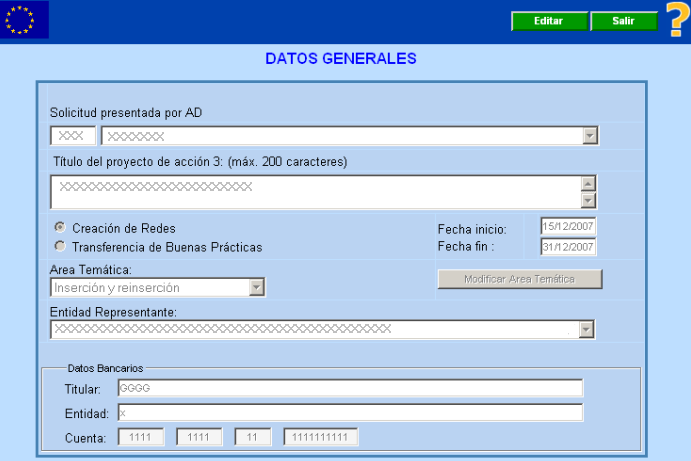 Editar Salir ?
DATOS GENERALES
Solicitud presentada por AD
XXX XXXXXXX
Título del proyecto de acción 3: (máx. 200 caracteres)
XXXXXXXXXXXXXXXXXXXXXXXXX
Creación de Redes
Fecha inicio: 15/12/2007
Transferencia de Buenas Prácticas
Fecha fin : 31/12/2007
Area Temática:
Inserción y reinserción
Modificar Area Temática
Entidad Representante:
XXXXXXXXXXXXXXXXXXXXXXXXXXXXXXXXXXXXXXXXXXXX
Datos Bancarios
Titular: GGGG
Entidad: x
Cuenta: 1111 1111 11 1111111111